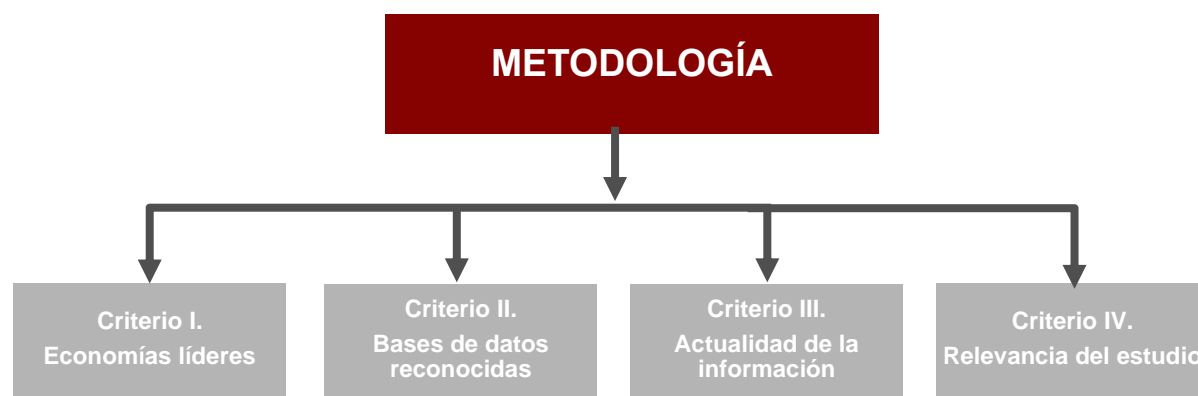 METODOLOGÍA
Criterio I.
Economías líderes
Criterio II.
Bases de datos
reconocidas
Criterio III.
Actualidad de la
información
Criterio IV.
Relevancia del estudio